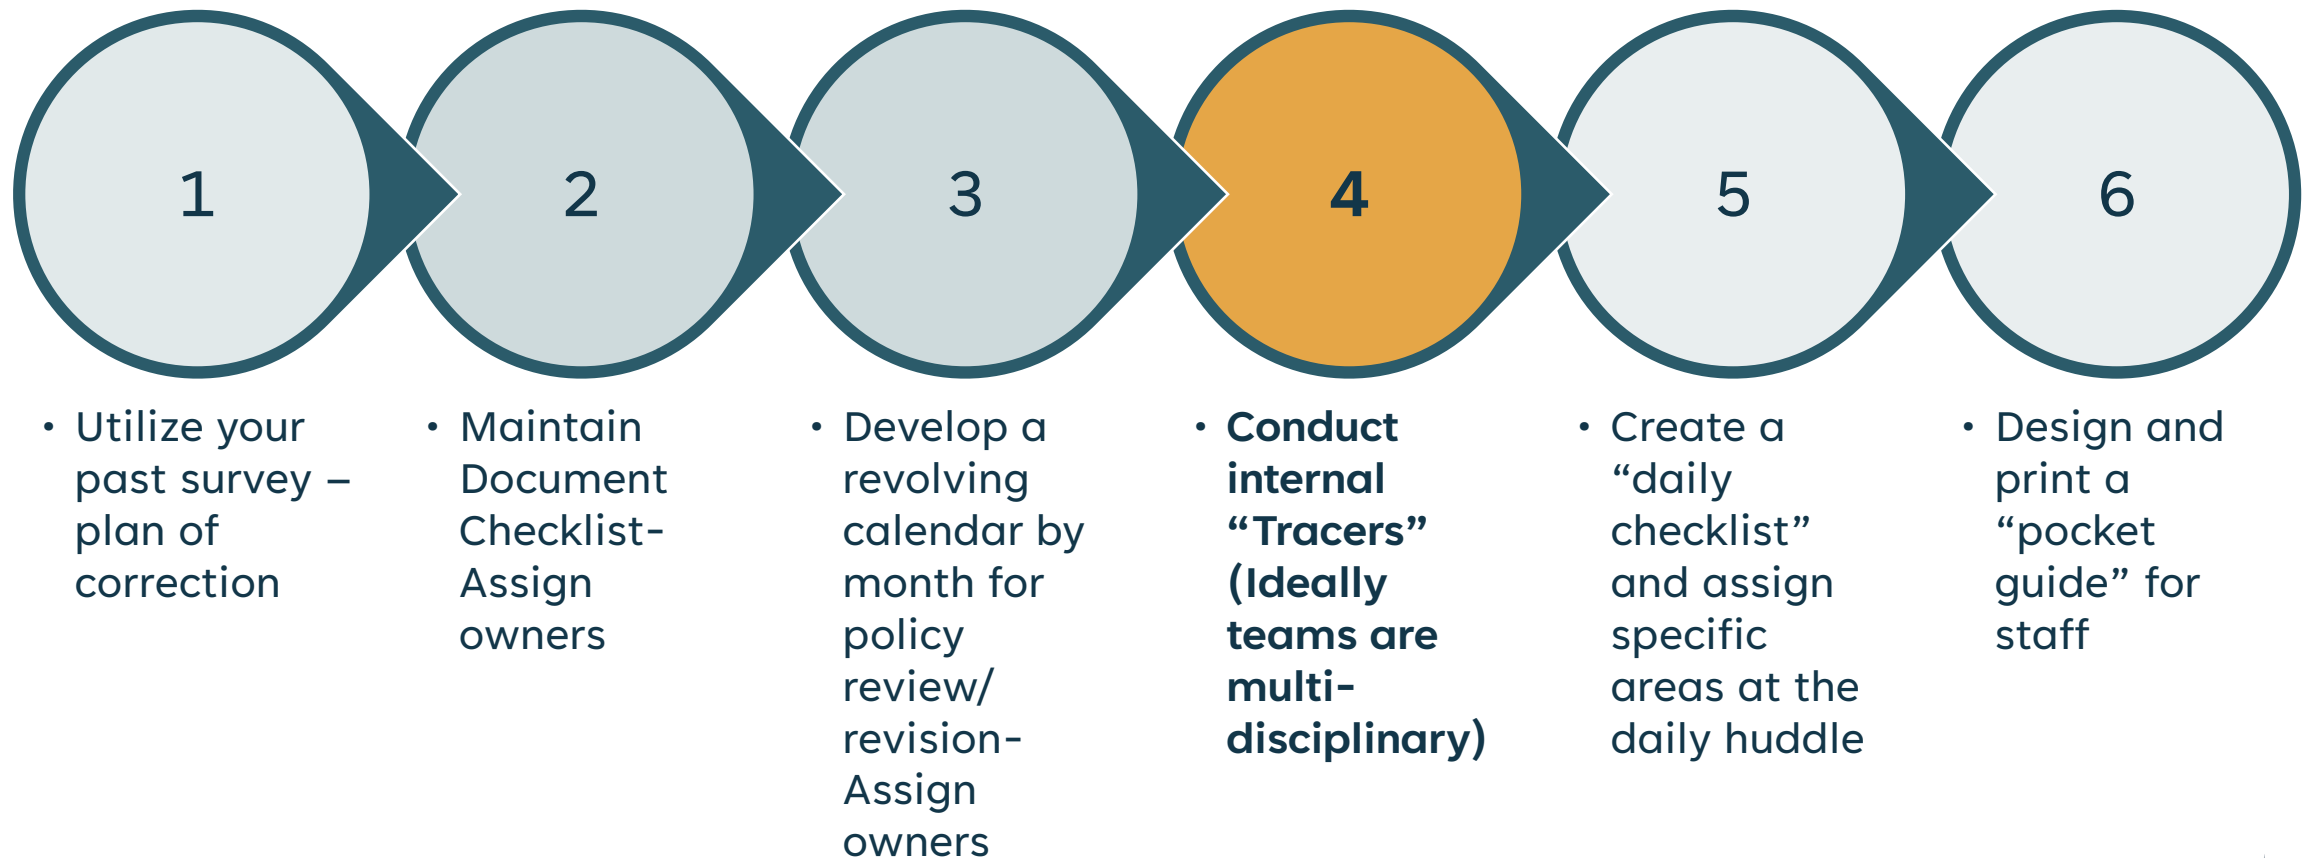 1
2
3
4
5
6
• Utilize your
past survey –
plan of
correction
• Maintain
Document
Checklist-
Assign
owners
• Develop a
revolving
calendar by
month for
policy
review/
revision-
Assign
owners
• Conduct
internal
“Tracers”
(Ideally
teams are
multi-
disciplinary)
• Create a
“daily
checklist”
and assign
specific
areas at the
daily huddle
• Design and
print a
“pocket
guide” for
staff